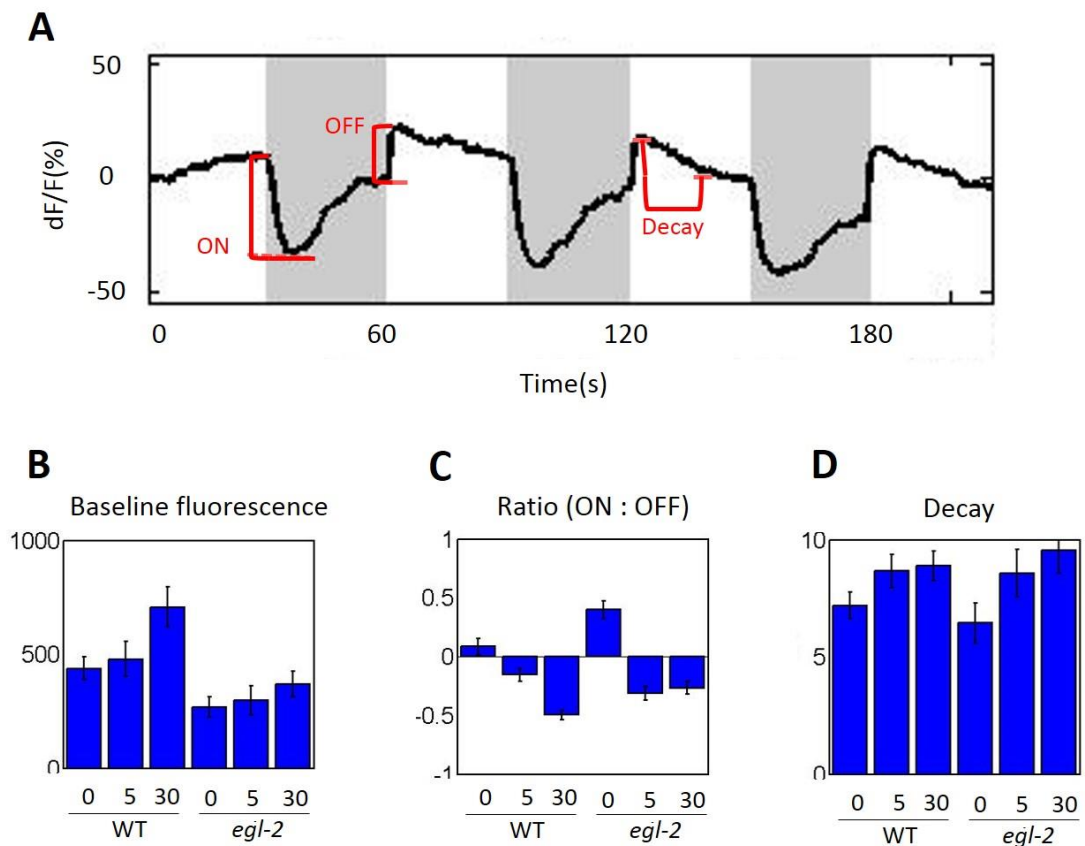 A
50
0
-50
dF/F(%)
ON
OFF
Decay
0 60 120 180
Time(s)
B
Baseline fluorescence
1000
500
0
0 5 30 0 5 30
WT egl-2
C
Ratio (ON : OFF)
1
0.5
0
-0.5
-1
0 5 30 0 5 30
WT egl-2
D
Decay
10
5
0
0 5 30 0 5 30
WT egl-2